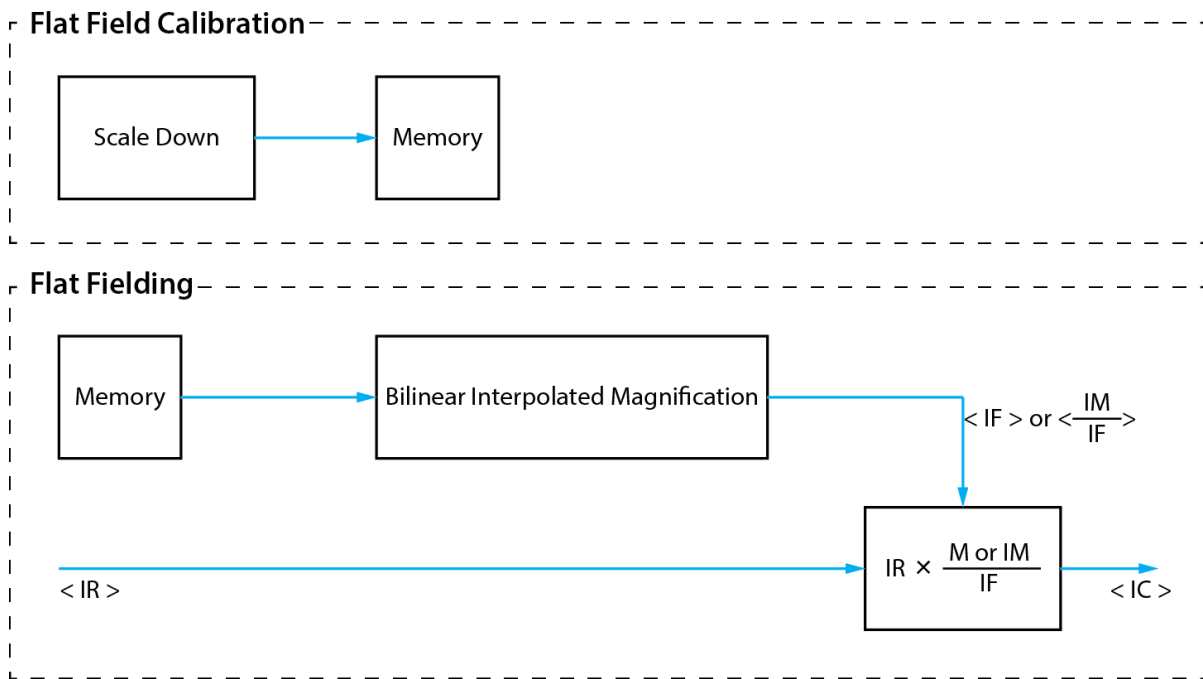 Flat Field Calibration
Scale Down
Memory
Flat Fielding
Memory
Bilinear Interpolated Magnification
< IF > or < IM
IF >
IR × M or IM
IF
< IR >
< IC >